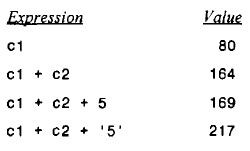 Expression Value
c1 80
c1 + c2 164
c1 + c2 + 5 169
c1 + c2 + '5' 217